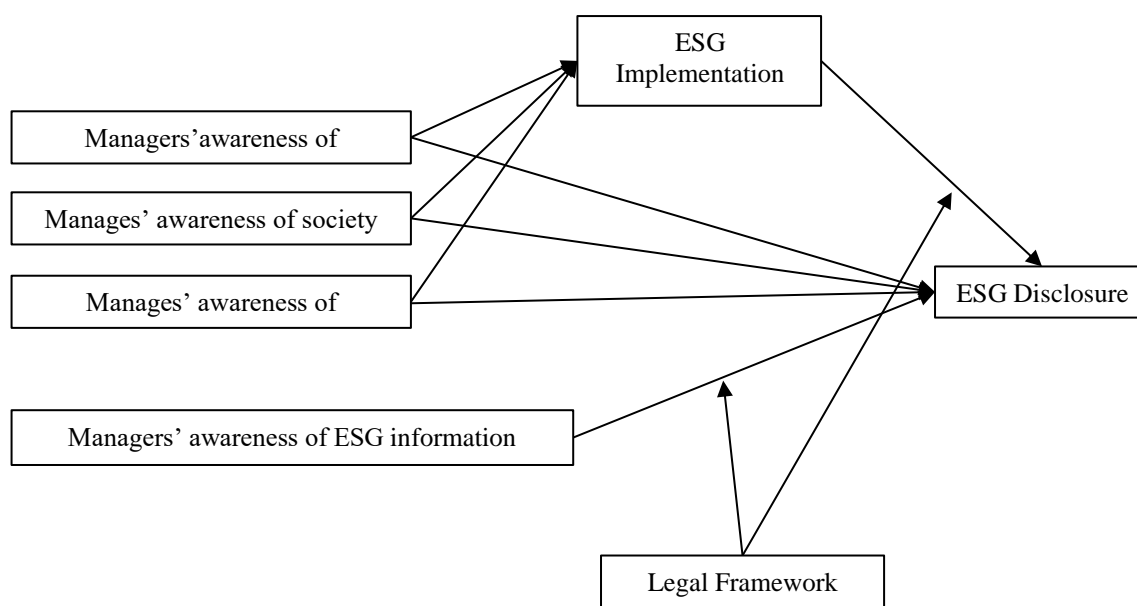 ESG
Implementation
Managers’awareness of
Manages’ awareness of society
Manages’ awareness of
ESG Disclosure
Managers’ awareness of ESG information
Legal Framework